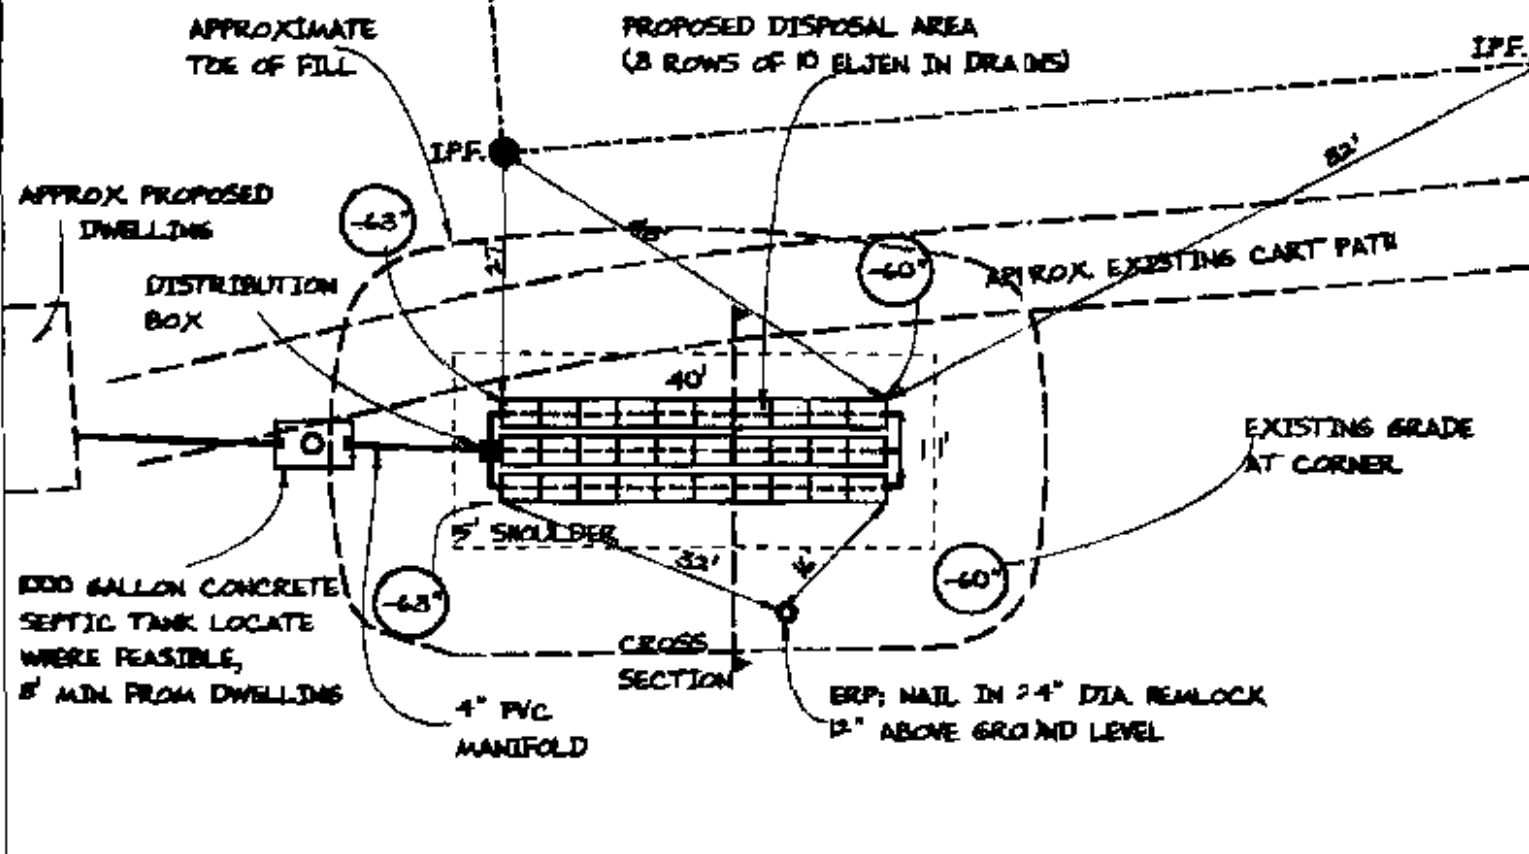 APPROXIMATE
TOE OF FILL
PROPOSED DISPOSAL AREA
(3 ROWS OF 10 ELJEN IN DRAINS)
I.P.F.
I.P.F.
82'
APPROX. PROPOSED
DWELLING
-63"
27'
-60"
APPROX. EXISTING CART PATH
DISTRIBUTION
BOX
40'
11'
EXISTING GRADE
AT CORNER
5' SHOULDER
32'
-63"
-60"
1000 GALLON CONCRETE
SEPTIC TANK LOCATE
WHERE FEASIBLE,
8' MIN. FROM DWELLING
CROSS
SECTION
4" PVC
MANIFOLD
ERP: NAIL IN 24" DIA. HEMLOCK
12" ABOVE GROUND LEVEL